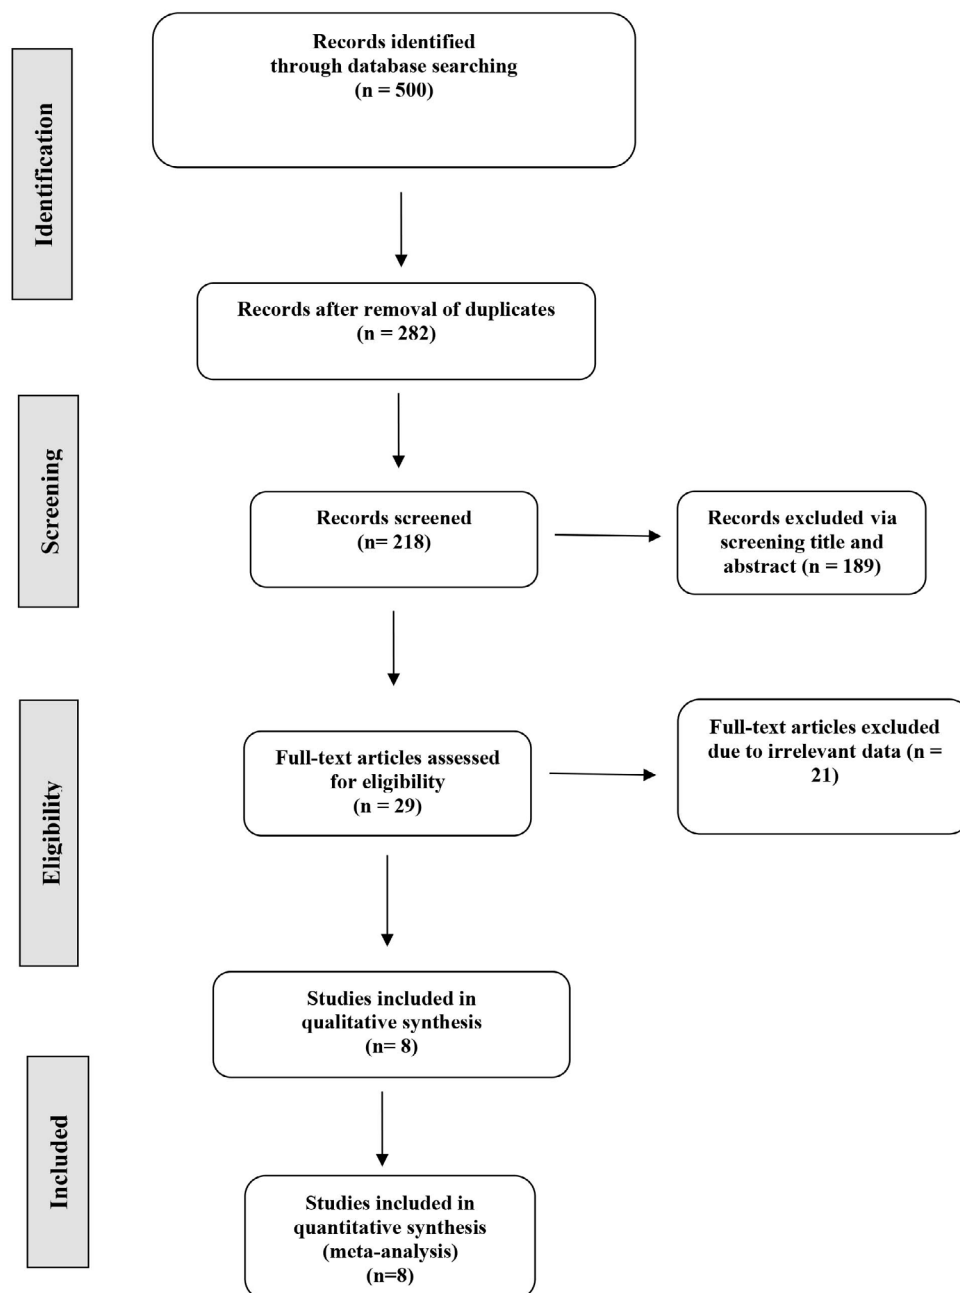 Identification
Records identified
through database searching
(n = 500)
Records after removal of duplicates
(n = 282)
Screening
Records screened
(n= 218)
Records excluded via
screening title and
abstract (n = 189)
Eligibility
Full-text articles assessed
for eligibility
(n = 29)
Full-text articles excluded
due to irrelevant data (n =
21)
Studies included in
qualitative synthesis
(n= 8)
Included
Studies included in
quantitative synthesis
(meta-analysis)
(n=8)